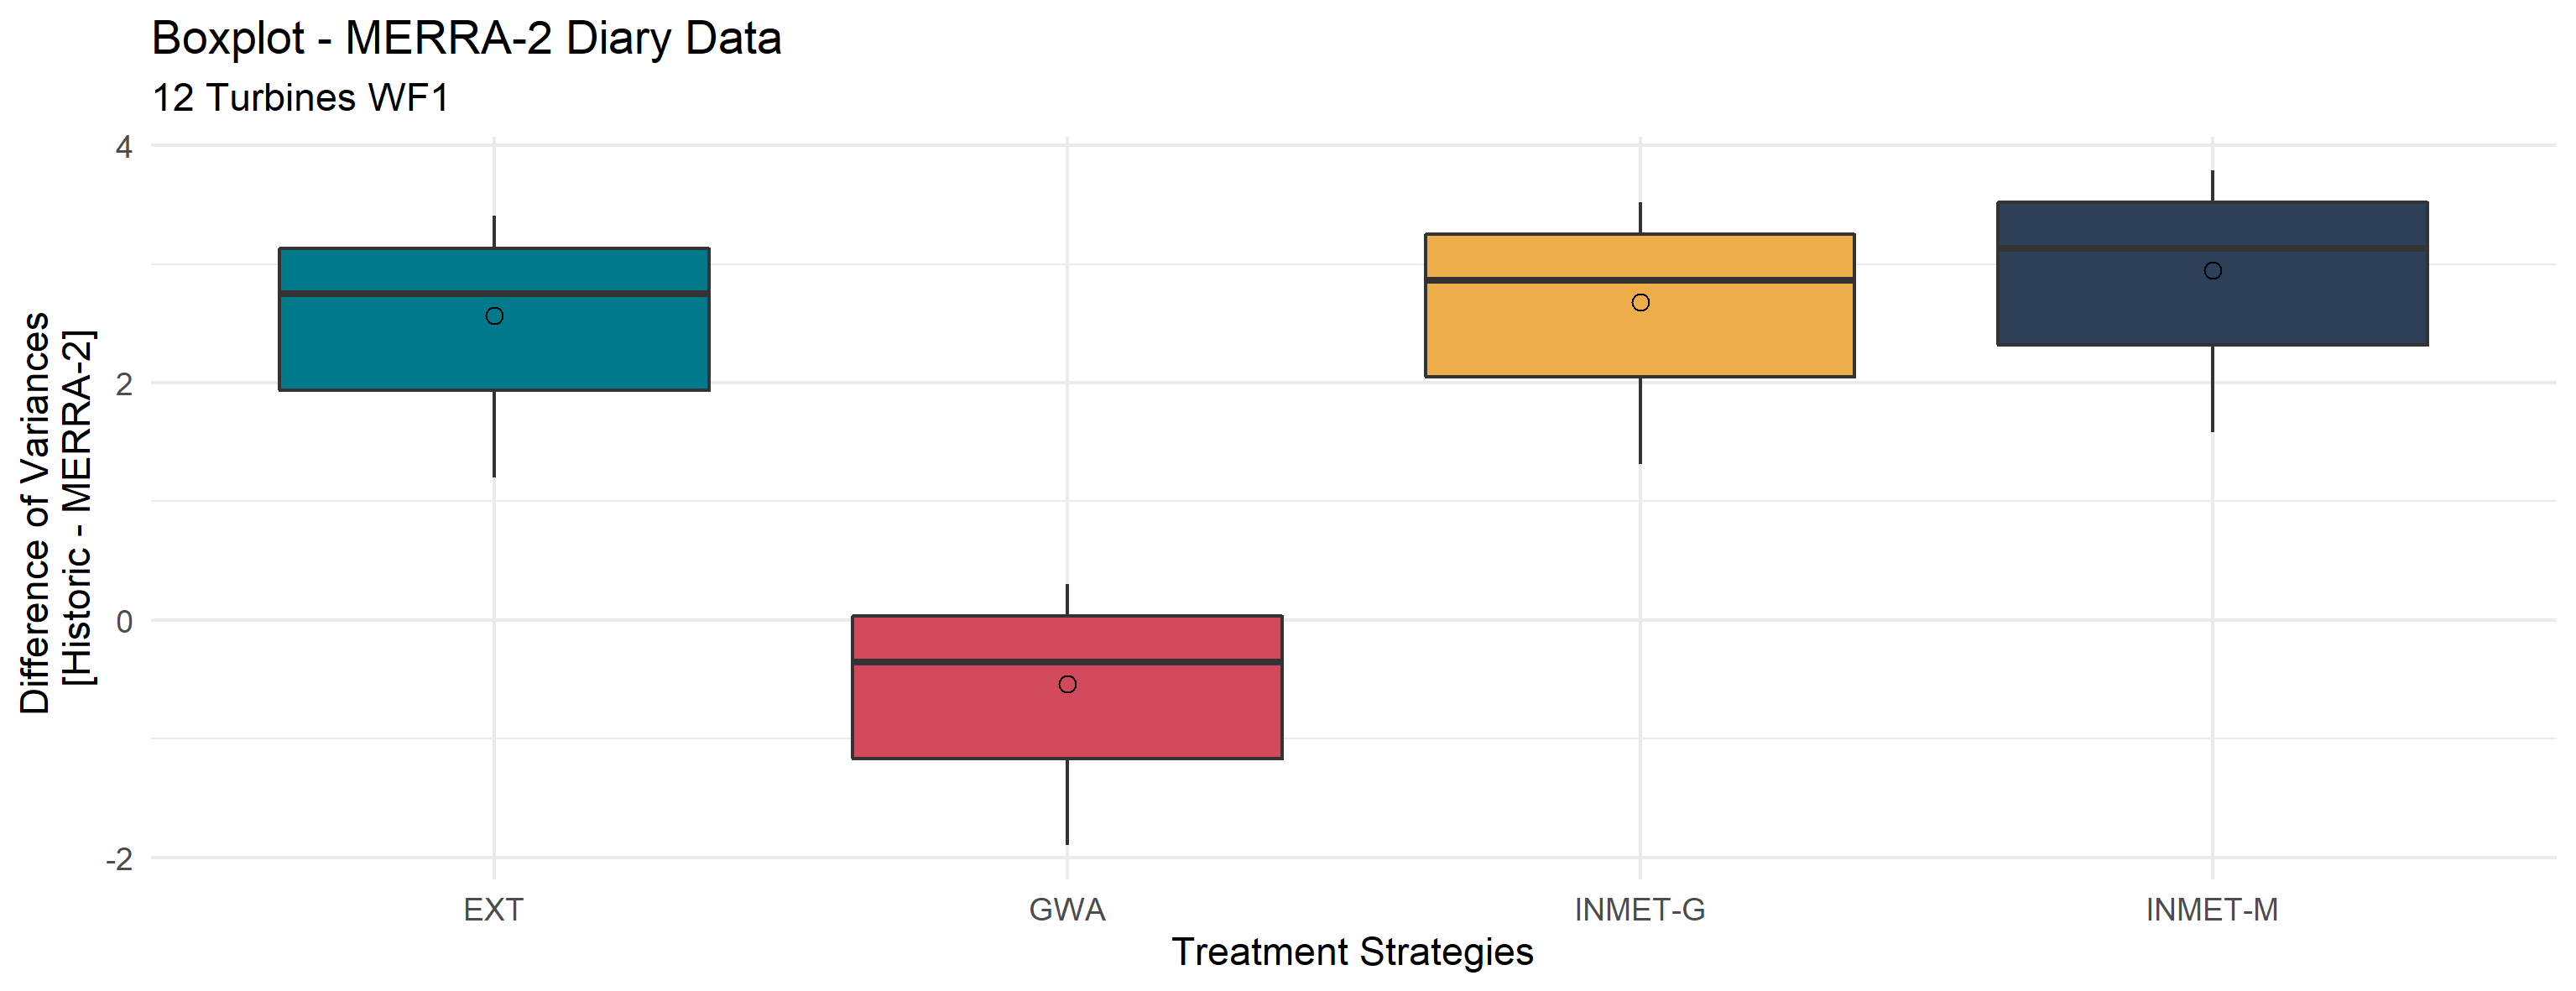 Boxplot - MERRA-2 Diary Data
12 Turbines WF1
Difference of Variances
[Historic - MERRA-2]
4
2
0
-2
EXT
GWA
INMET-G
INMET-M
Treatment Strategies